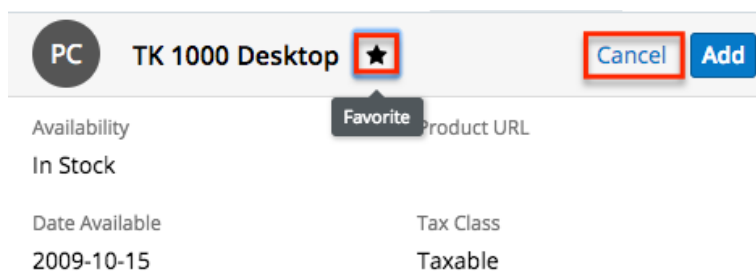 PC TK 1000 Desktop Cancel Add
Favorite
Availability Product URL
In Stock
Date Available Tax Class
2009-10-15 Taxable